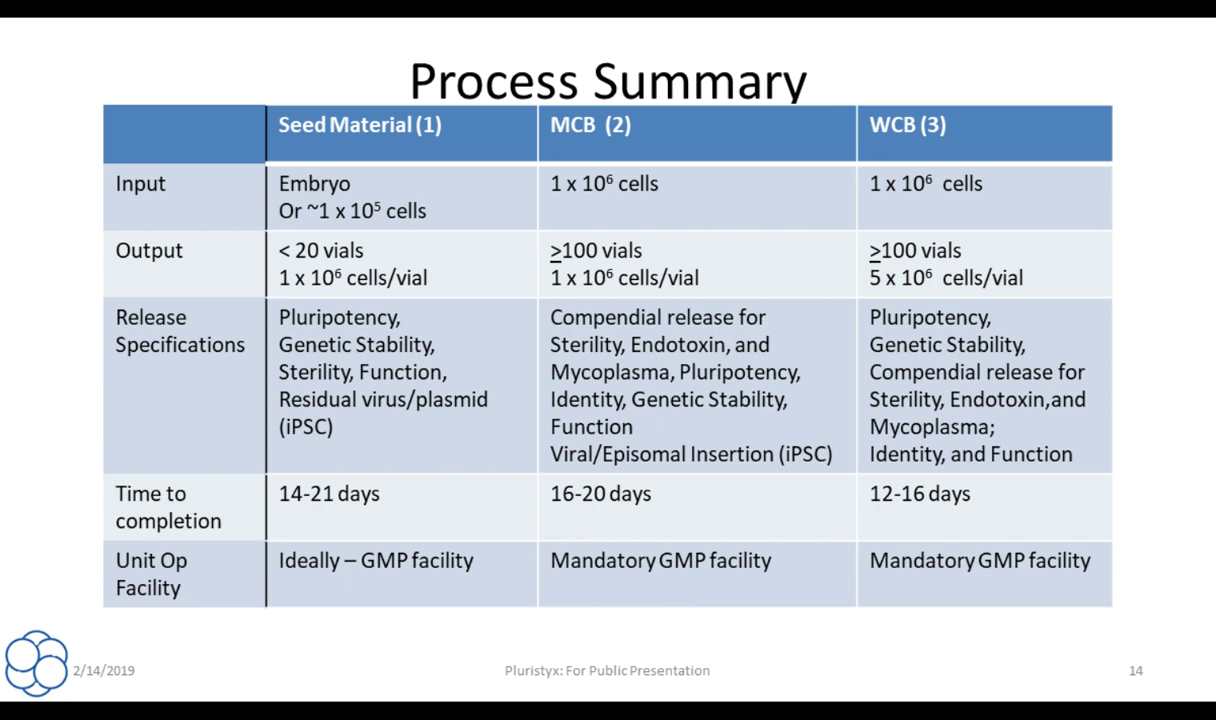 Process Summary
Seed Material (1)
MCB (2)
WCB (3)
Input
Embryo
Or ~1 x 10⁵ cells
1 x 10⁶ cells
1 x 10⁶ cells
Output
< 20 vials
1 x 10⁶ cells/vial
≥100 vials
1 x 10⁶ cells/vial
≥100 vials
5 x 10⁶ cells/vial
Release
Specifications
Pluripotency,
Genetic Stability,
Sterility, Function,
Residual virus/plasmid
(iPSC)
Compendial release for
Sterility, Endotoxin, and
Mycoplasma, Pluripotency,
Identity, Genetic Stability,
Function
Viral/Episomal Insertion (iPSC)
Pluripotency,
Genetic Stability,
Compendial release for
Sterility, Endotoxin,and
Mycoplasma;
Identity, and Function
Time to
completion
14-21 days
16-20 days
12-16 days
Unit Op
Facility
Ideally – GMP facility
Mandatory GMP facility
Mandatory GMP facility
2/14/2019
Pluristyx: For Public Presentation
14